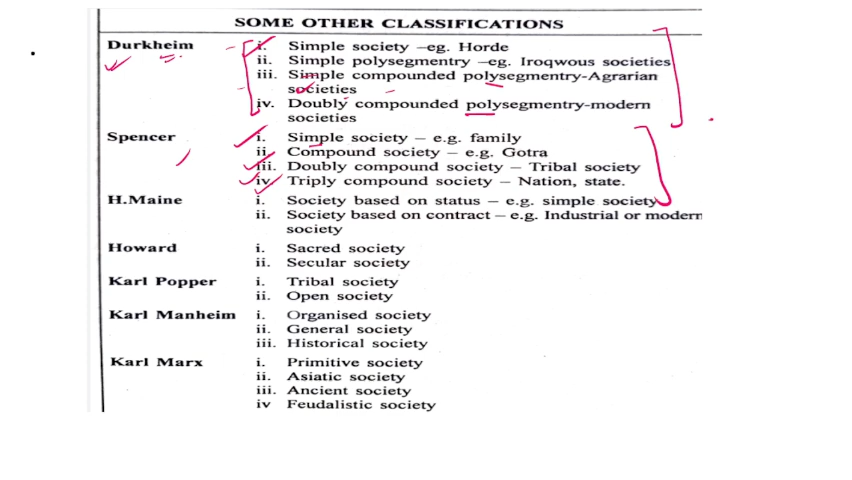 SOME OTHER CLASSIFICATIONS
Durkheim i. Simple society –eg. Horde
ii. Simple polysegmentry –eg. Iroqwous societies
iii. Simple compounded polysegmentry-Agrarian
societies
iv. Doubly compounded polysegmentry-modern
societies
Spencer i. Simple society – e.g. family
ii. Compound society – e.g. Gotra
iii. Doubly compound society – Tribal society
iv. Triply compound society – Nation, state.
H.Maine i. Society based on status – e.g. simple society
ii. Society based on contract – e.g. Industrial or modern
society
Howard i. Sacred society
ii. Secular society
Karl Popper i. Tribal society
ii. Open society
Karl Manheim i. Organised society
ii. General society
iii. Historical society
Karl Marx i. Primitive society
ii. Asiatic society
iii. Ancient society
iv Feudalistic society